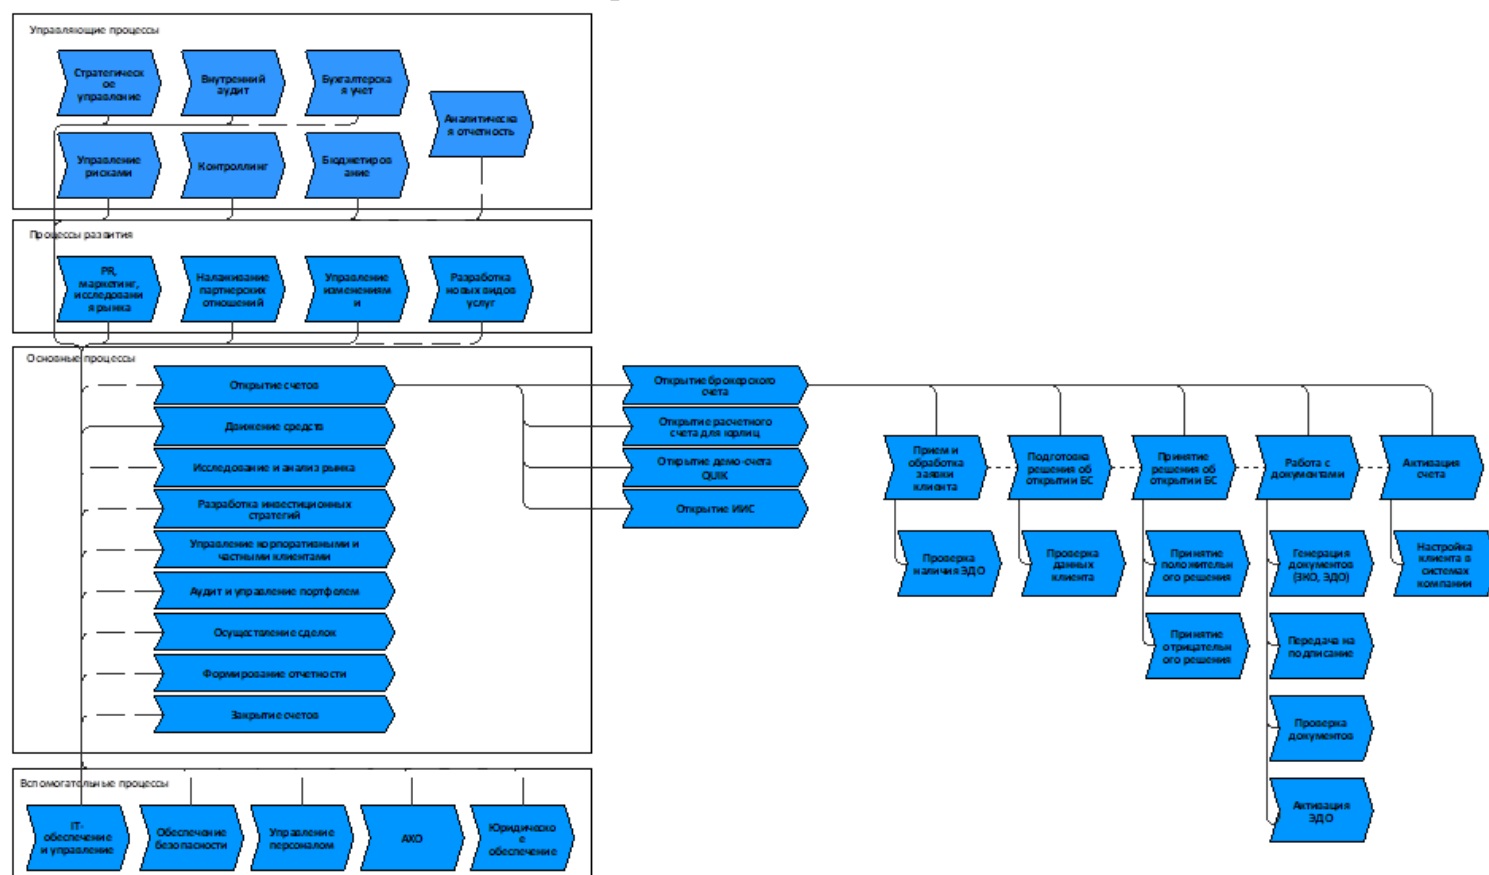 Управляющие процессы
Стратегическ
ое
управление
Внутренний
аудит
Бухгалтерска
я учет
Аналитическа
я отчетность
Управление
рисками
Контроллинг
Бюджетиров
ание
Процессы развития
PR,
маркетинг,
исследовани
я рынка
Налаживание
партнерских
отношений
Управление
изменениям
и
Разработка
новых видов
услуг
Основные процессы
Открытие счетов
Движение средств
Исследование и анализ рынка
Разработка инвестиционных
стратегий
Управление корпоративными и
частными клиентами
Аудит и управление портфелем
Осуществление сделок
Формирование отчетности
Закрытие счетов
Открытие брокерского
счета
Открытие расчетного
счета для юрлиц
Открытие демо-счета
QUIK
Открытие ИИС
Прием и
обработка
заявки
клиента
Подготовка
решения об
открытии БС
Принятие
решения об
открытии БС
Работа с
документами
Активация
счета
Проверка
наличия ЭДО
Проверка
данных
клиента
Принятие
положительн
ого решения
Генерация
документов
(ЗКО, ЭДО)
Настройка
клиента в
системах
компании
Принятие
отрицательн
ого решения
Передача на
подписание
Проверка
документов
Активация
ЭДО
Вспомогательные процессы
IT-
обеспечение
и управление
Обеспечение
безопасности
Управление
персоналом
АХО
Юридическо
е
обеспечение